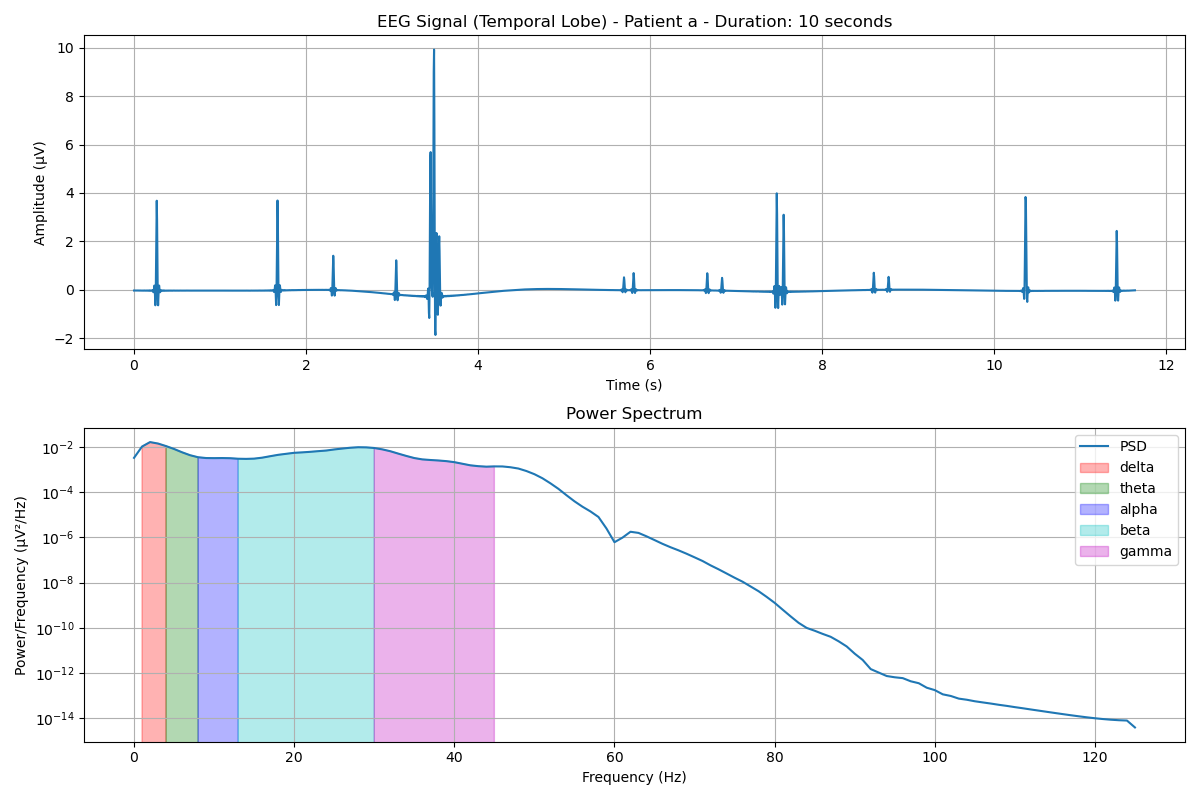 EEG Signal (Temporal Lobe) - Patient a - Duration: 10 seconds
Amplitude (µV)
10
8
6
4
2
0
−2
0 2 4 6 8 10 12
Time (s)
Power Spectrum
Power/Frequency (µV²/Hz)
10⁻²
10⁻⁴
10⁻⁶
10⁻⁸
10⁻¹⁰
10⁻¹²
10⁻¹⁴
PSD
delta
theta
alpha
beta
gamma
0 20 40 60 80 100 120
Frequency (Hz)